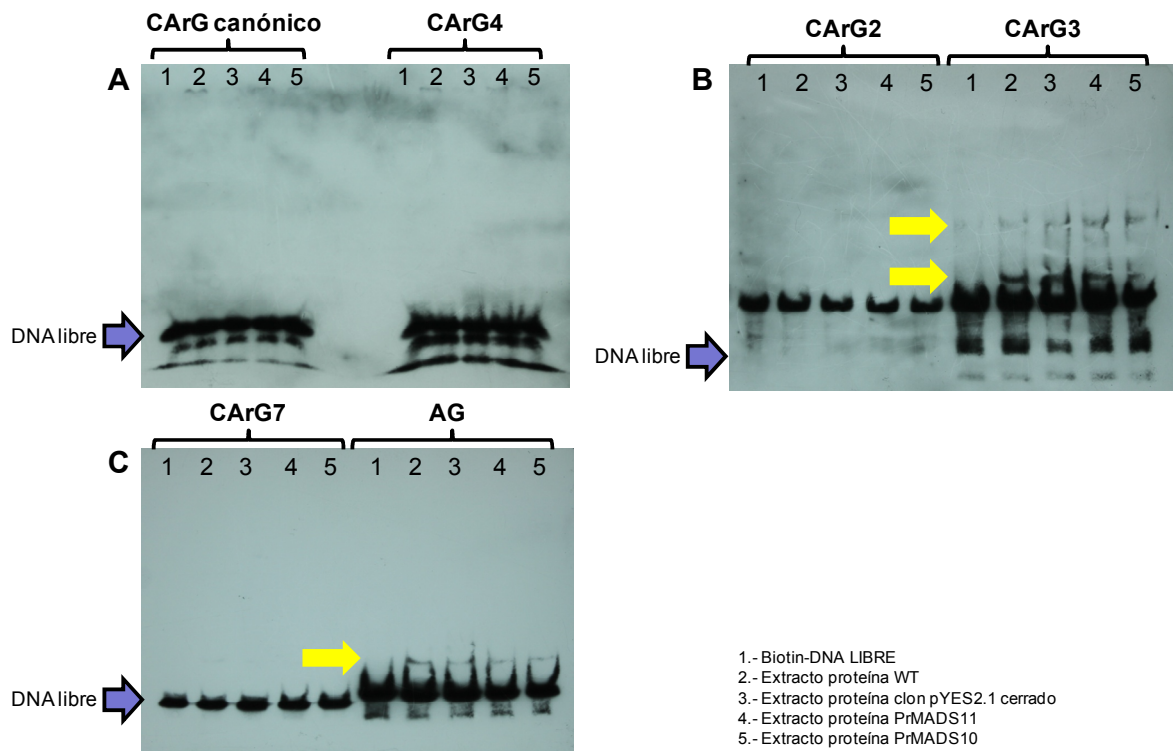 CArG canónico
CArG4
A
1 2 3 4 5
1 2 3 4 5
DNA libre
CArG2
CArG3
B
1 2 3 4 5
1 2 3 4 5
DNA libre
CArG7
AG
C
1 2 3 4 5
1 2 3 4 5
DNA libre
1.- Biotin-DNA LIBRE
2.- Extracto proteína WT
3.- Extracto proteína clon pYES2.1 cerrado
4.- Extracto proteína PrMADS11
5.- Extracto proteína PrMADS10